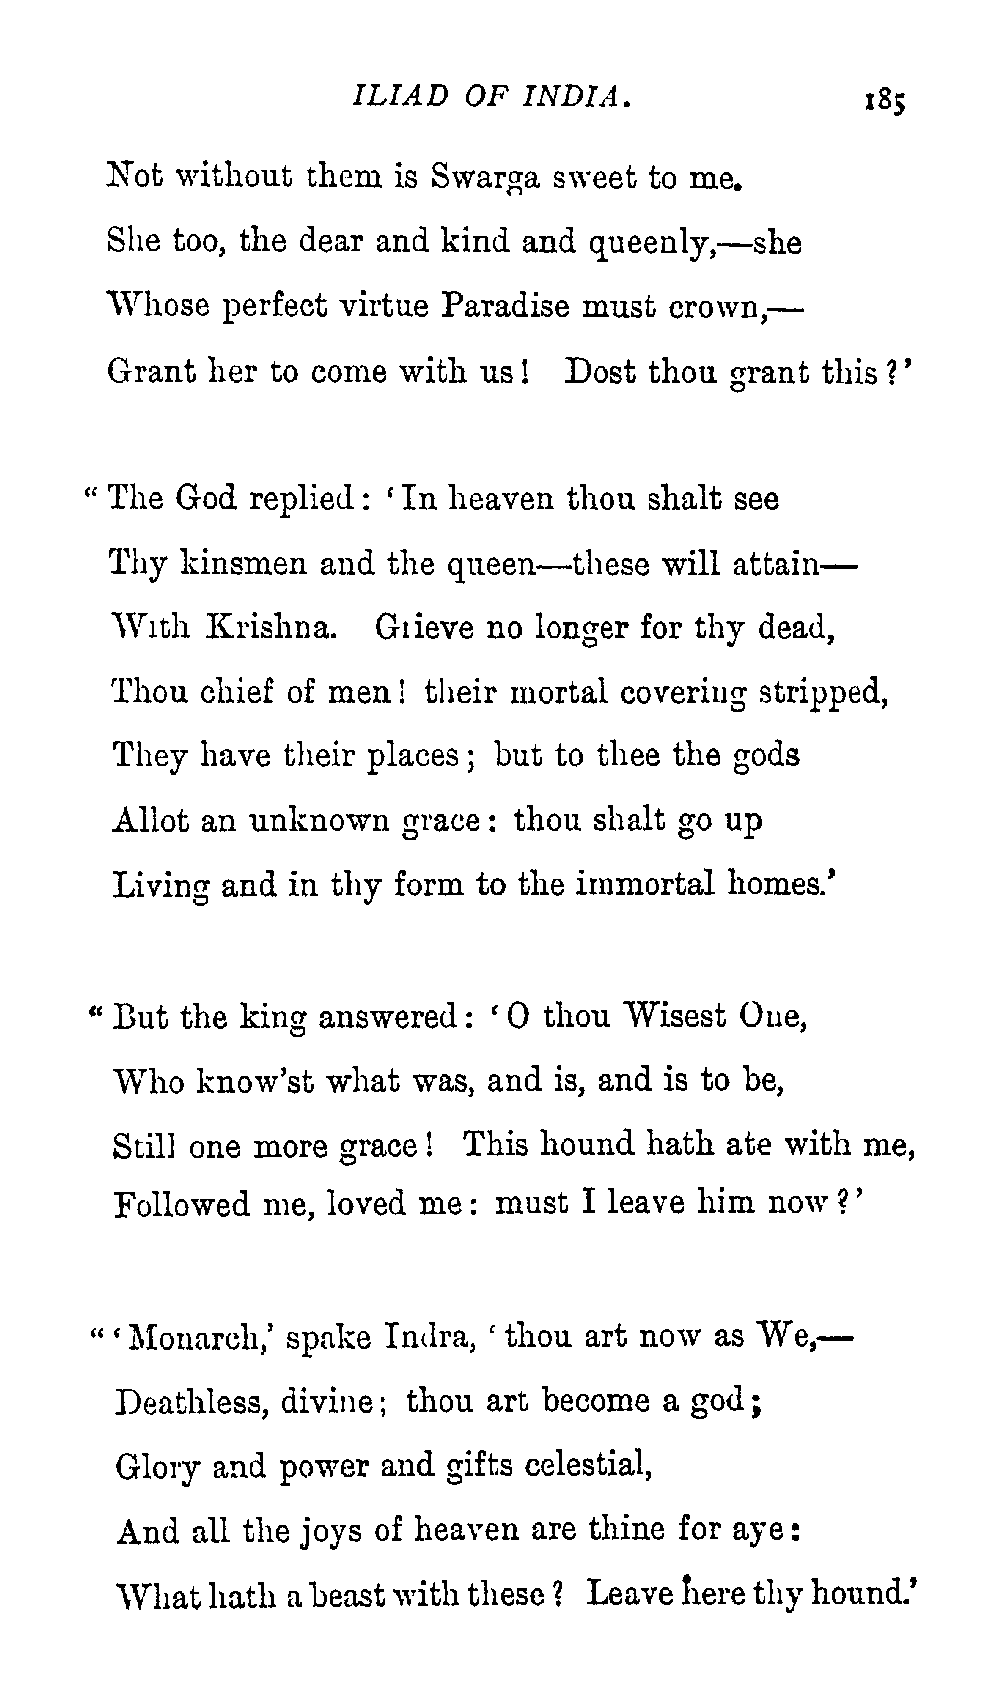 ILIAD OF INDIA. 185
Not without them is Swarga sweet to me.
She too, the dear and kind and queenly,—she
Whose perfect virtue Paradise must crown,—
Grant her to come with us! Dost thou grant this?’
“ The God replied: ‘ In heaven thou shalt see
Thy kinsmen and the queen—these will attain—
With Krishna. Grieve no longer for thy dead,
Thou chief of men! their mortal covering stripped,
They have their places; but to thee the gods
Allot an unknown grace: thou shalt go up
Living and in thy form to the immortal homes.’
“ But the king answered: ‘ O thou Wisest One,
Who know’st what was, and is, and is to be,
Still one more grace! This hound hath ate with me,
Followed me, loved me: must I leave him now?’
“ ‘ Monarch,’ spake Indra, ‘ thou art now as We,—
Deathless, divine; thou art become a god;
Glory and power and gifts celestial,
And all the joys of heaven are thine for aye:
What hath a beast with these? Leave here thy hound.’